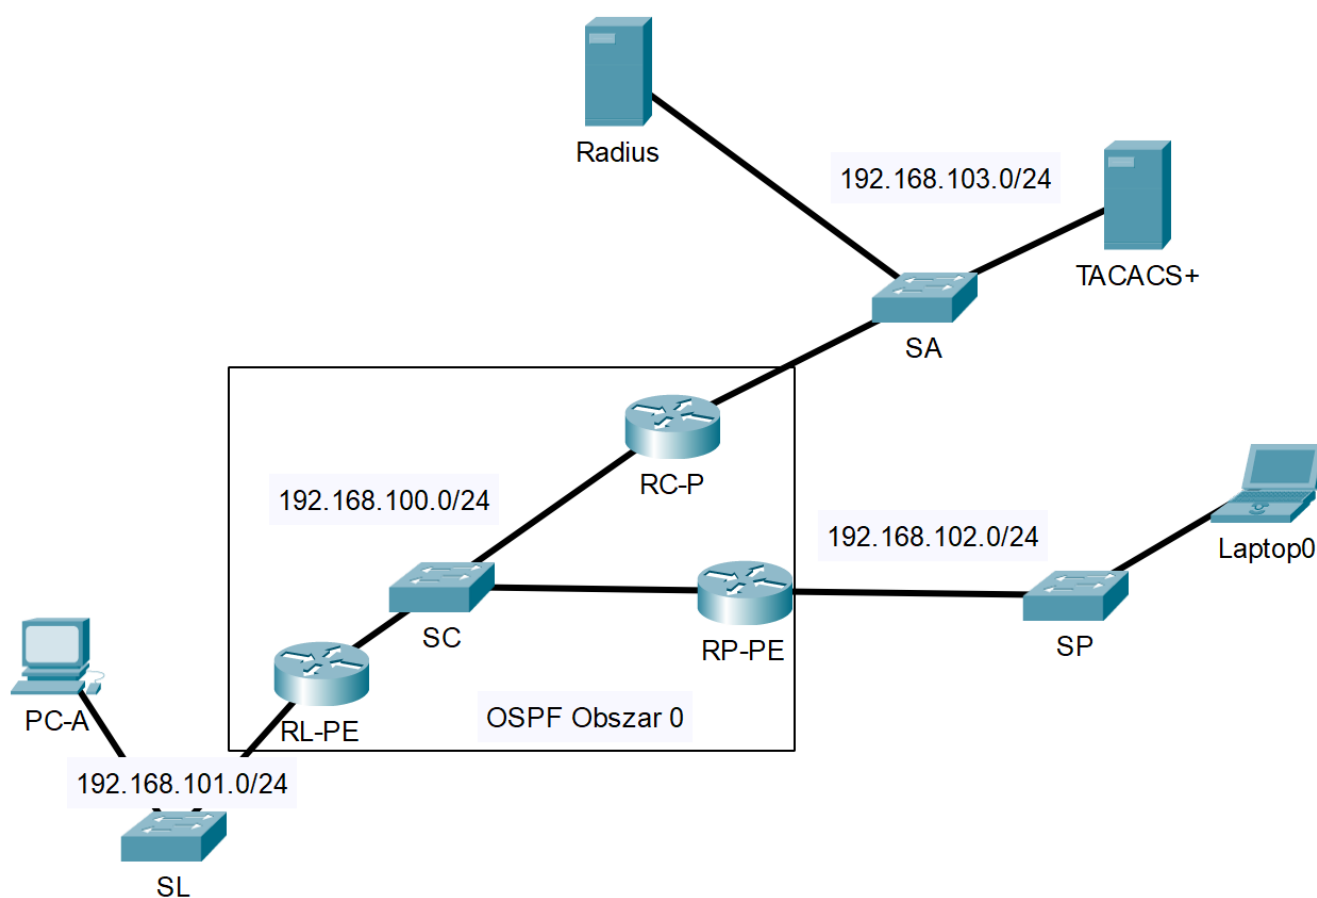 Radius
192.168.103.0/24
TACACS+
SA
RC-P
192.168.100.0/24
192.168.102.0/24
Laptop0
SC
RP-PE
SP
PC-A
RL-PE
OSPF Obszar 0
192.168.101.0/24
SL